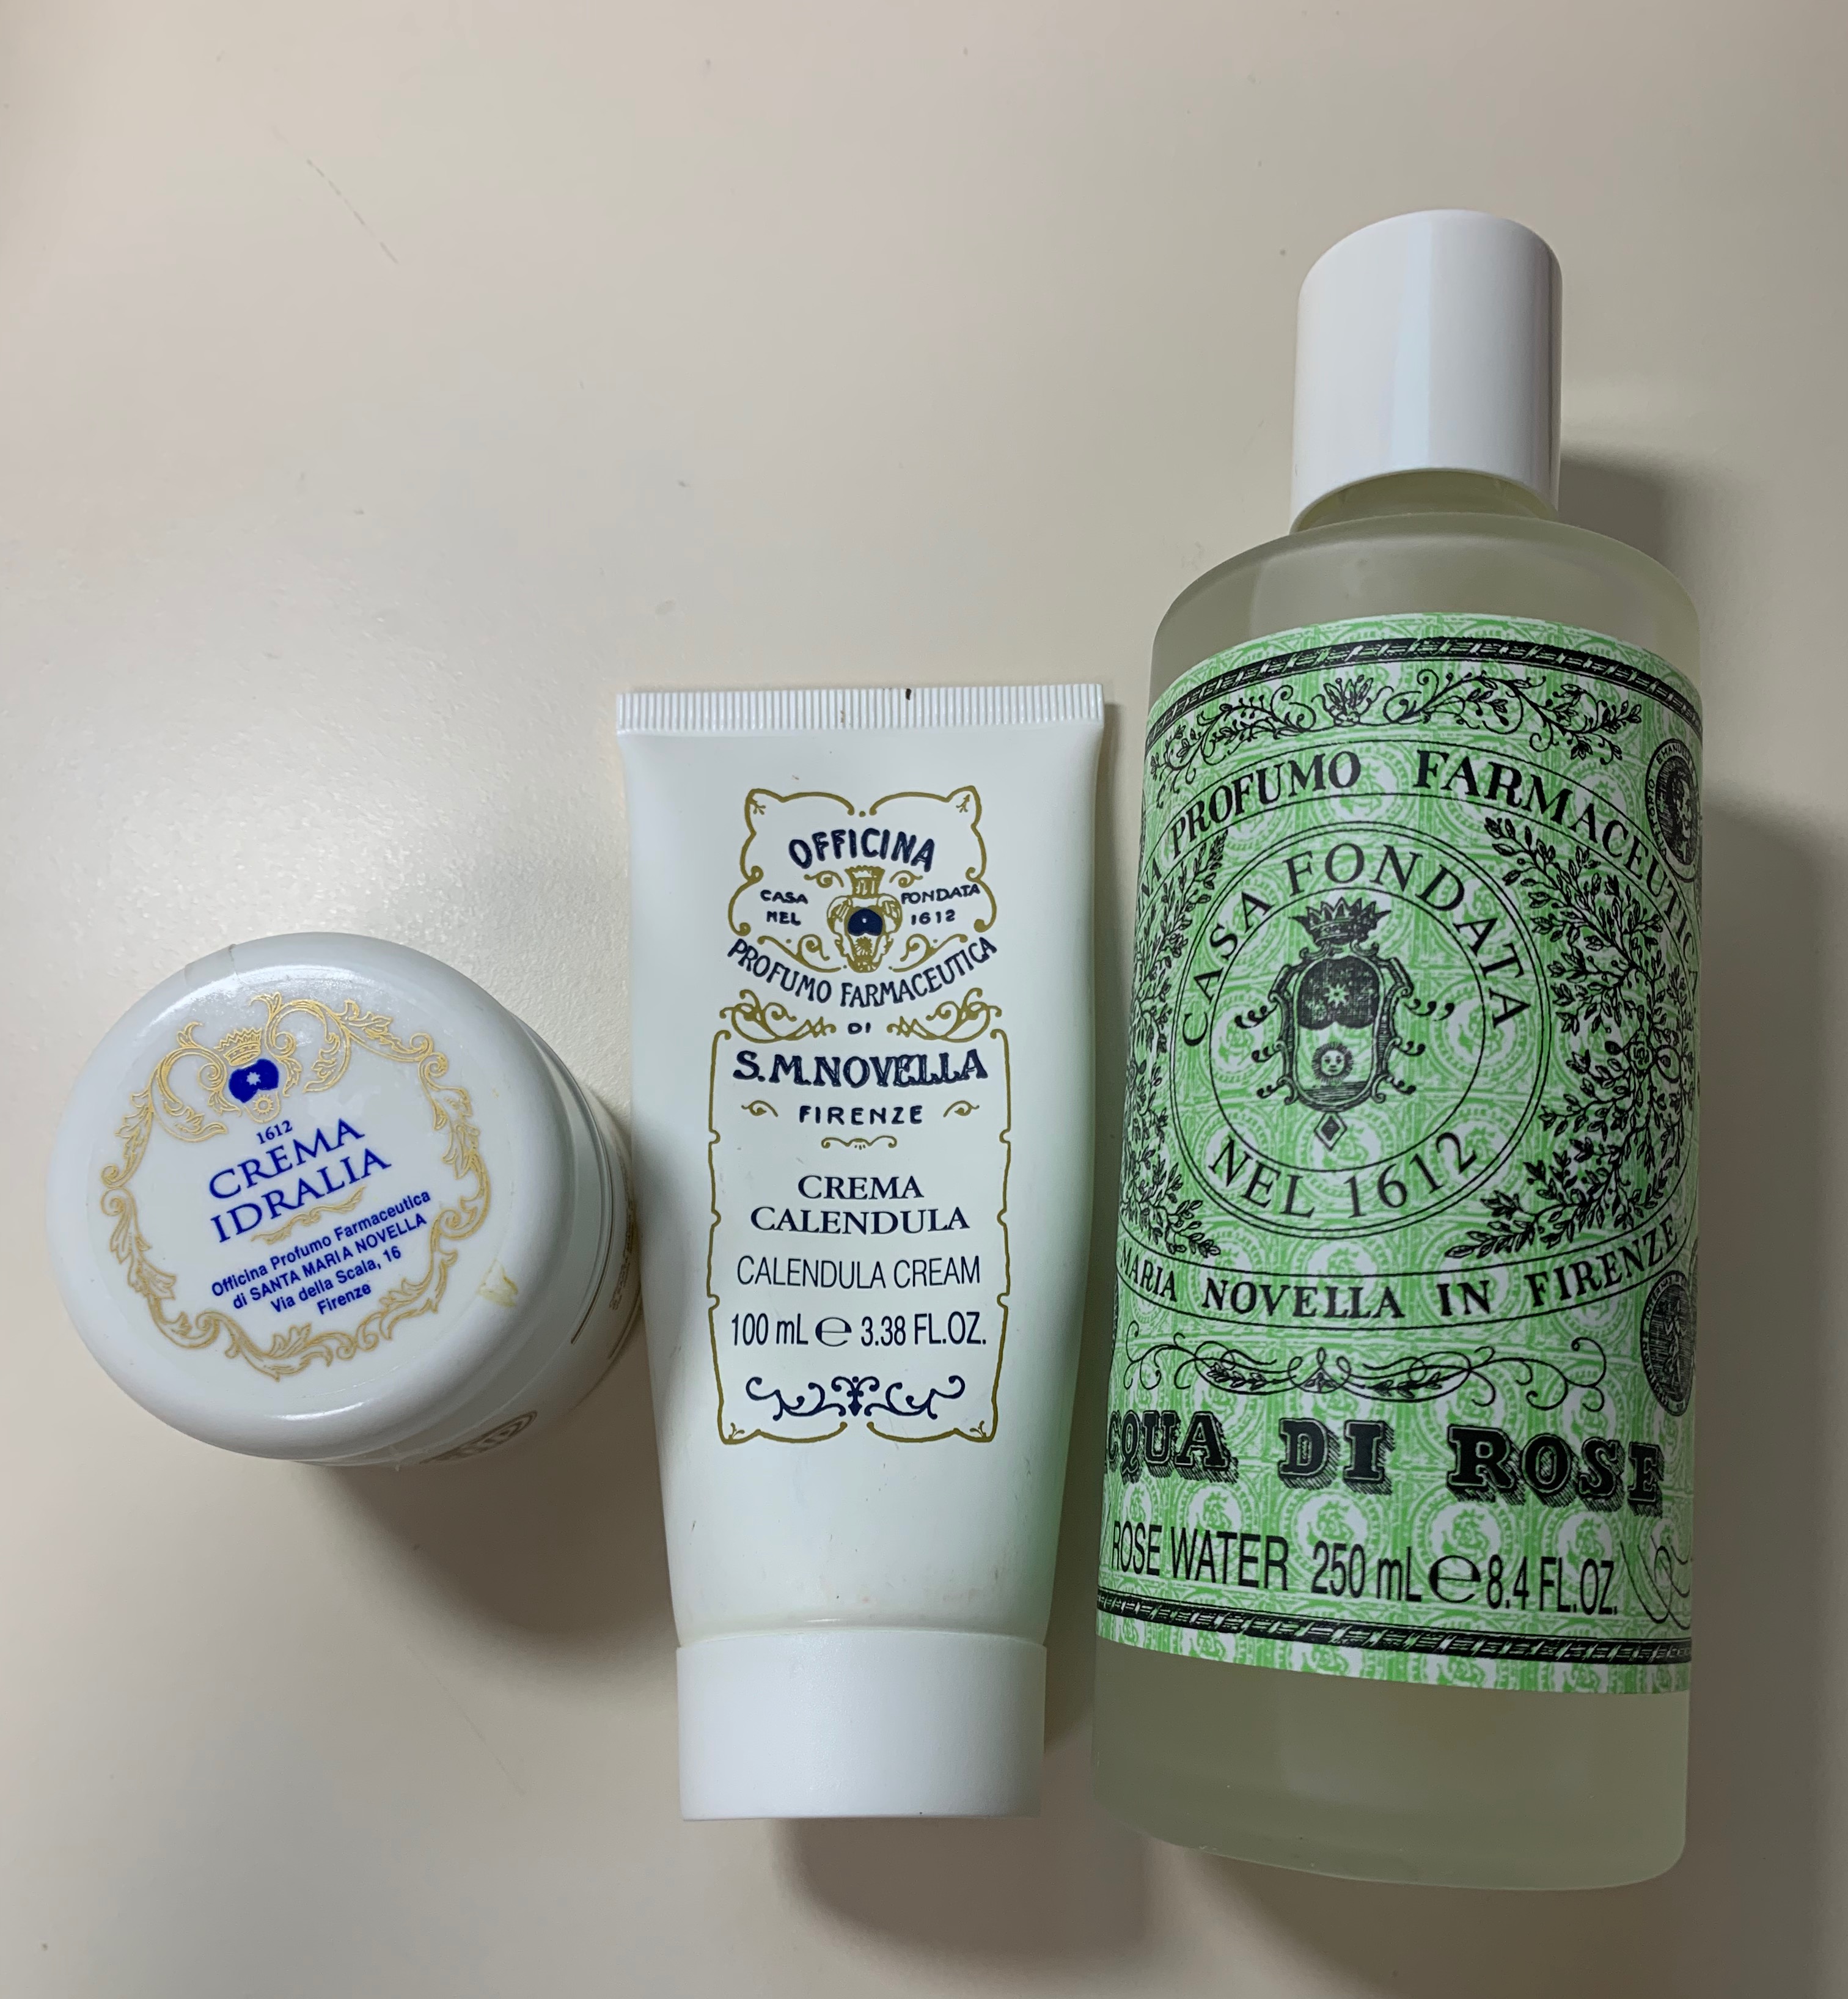 1612
CREMA
IDRALIA
Officina Profumo Farmaceutica
di SANTA MARIA NOVELLA
Via della Scala, 16
Firenze
OFFICINA
CASA FONDATA
NEL 1612
PROFUMO FARMACEUTICA
DI
S.M.NOVELLA
FIRENZE
CREMA
CALENDULA
CALENDULA CREAM
100 mL ℮ 3.38 FL.OZ.
PROFUMO FARMACEUTICA
CASA FONDATA
NEL 1612
MARIA NOVELLA IN FIRENZE.
ACQUA DI ROSE
ROSE WATER 250 mL ℮ 8.4 FL.OZ.